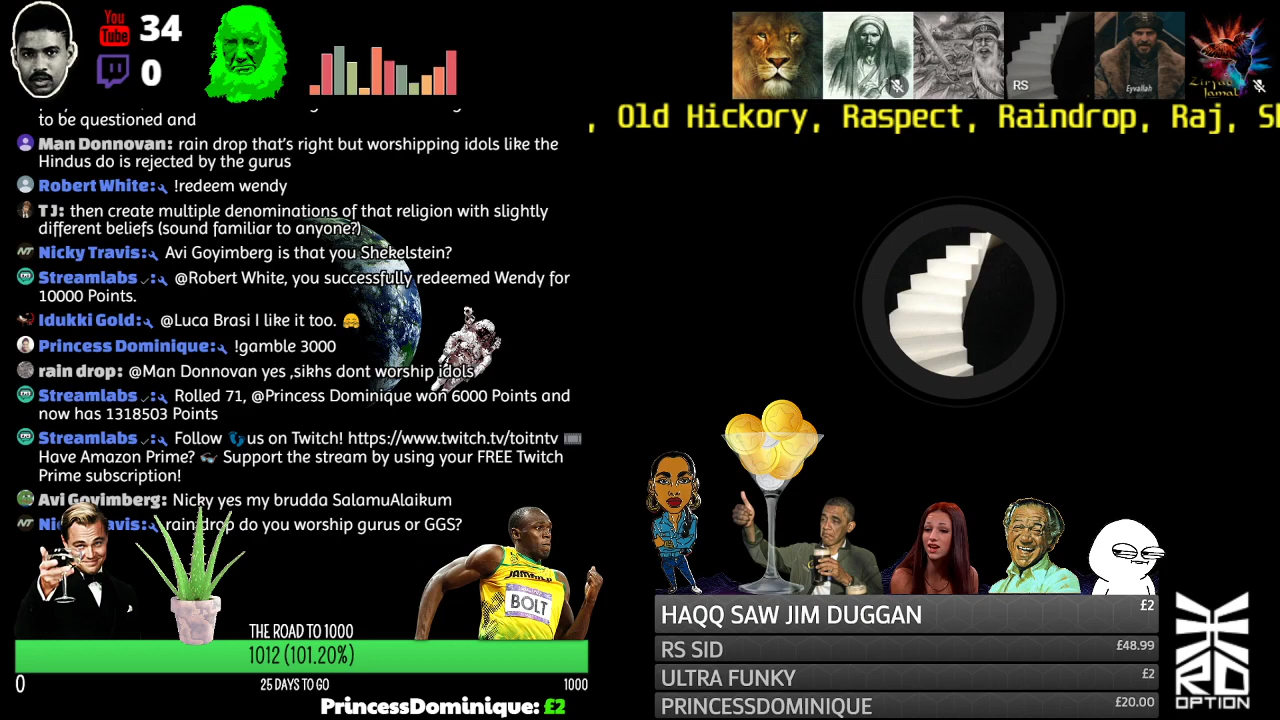 You
Tube
34
0
RS
Eyvallah
Ziryab
Jamal
, Old Hickory, Raspect, Raindrop, Raj, S
to be questioned and
Man Donnovan: rain drop that's right but worshipping idols like the
Hindus do is rejected by the gurus
Robert White: !redeem wendy
T J: then create multiple denominations of that religion with slightly
different beliefs (sound familiar to anyone?)
Nicky Travis: Avi Goyimberg is that you Shekelstein?
Streamlabs : @Robert White, you successfully redeemed Wendy for
10000 Points.
Idukki Gold: @Luca Brasi I like it too. 🤗
Princess Dominique: !gamble 3000
rain drop: @Man Donnovan yes ,sikhs dont worship idols
Streamlabs : Rolled 71, @Princess Dominique won 6000 Points and
now has 1318503 Points
Streamlabs : Follow 👣us on Twitch! https://www.twitch.tv/toitntv 🎟
Have Amazon Prime? 👓 Support the stream by using your FREE Twitch
Prime subscription!
Avi Goyimberg: Nicky yes my brudda SalamuAlaikum
raindrop do you worship gurus or GGS?
JAMAICA
BOLT
THE ROAD TO 1000
1012 (101.20%)
0
25 DAYS TO GO
1000
PrincessDominique: £2
HAQQ SAW JIM DUGGAN £2
RS SID £48.99
ULTRA FUNKY £2
PRINCESSDOMINIQUE £20.00
OPTION